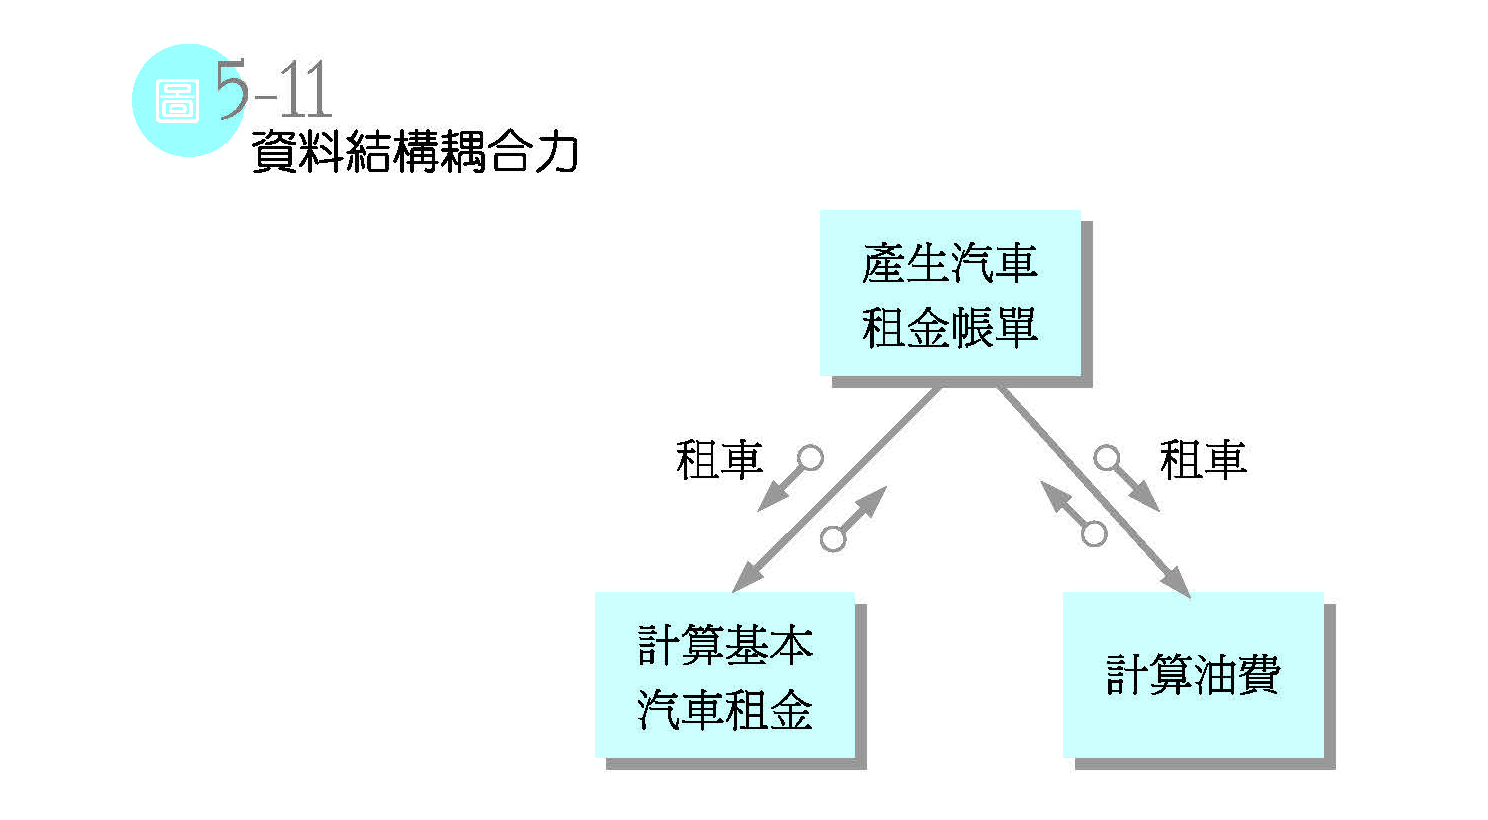 圖5-11
資料結構耦合力
產生汽車
租金帳單
租車
租車
計算基本
汽車租金
計算油費